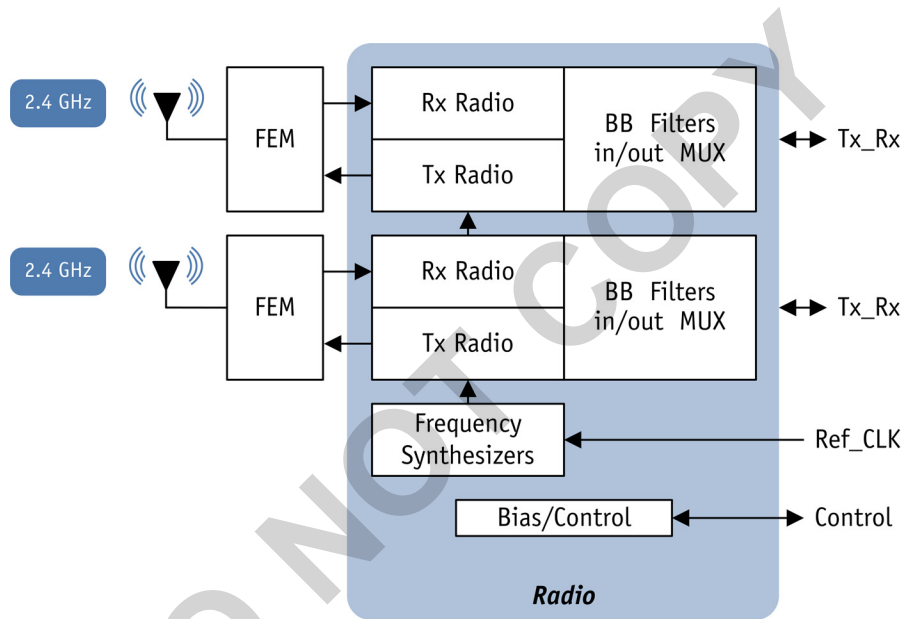 2.4 GHz
FEM
Rx Radio
Tx Radio
BB Filters
in/out MUX
Tx_Rx
2.4 GHz
FEM
Rx Radio
Tx Radio
BB Filters
in/out MUX
Tx_Rx
Frequency
Synthesizers
Ref_CLK
Bias/Control
Control
Radio
DO NOT COPY